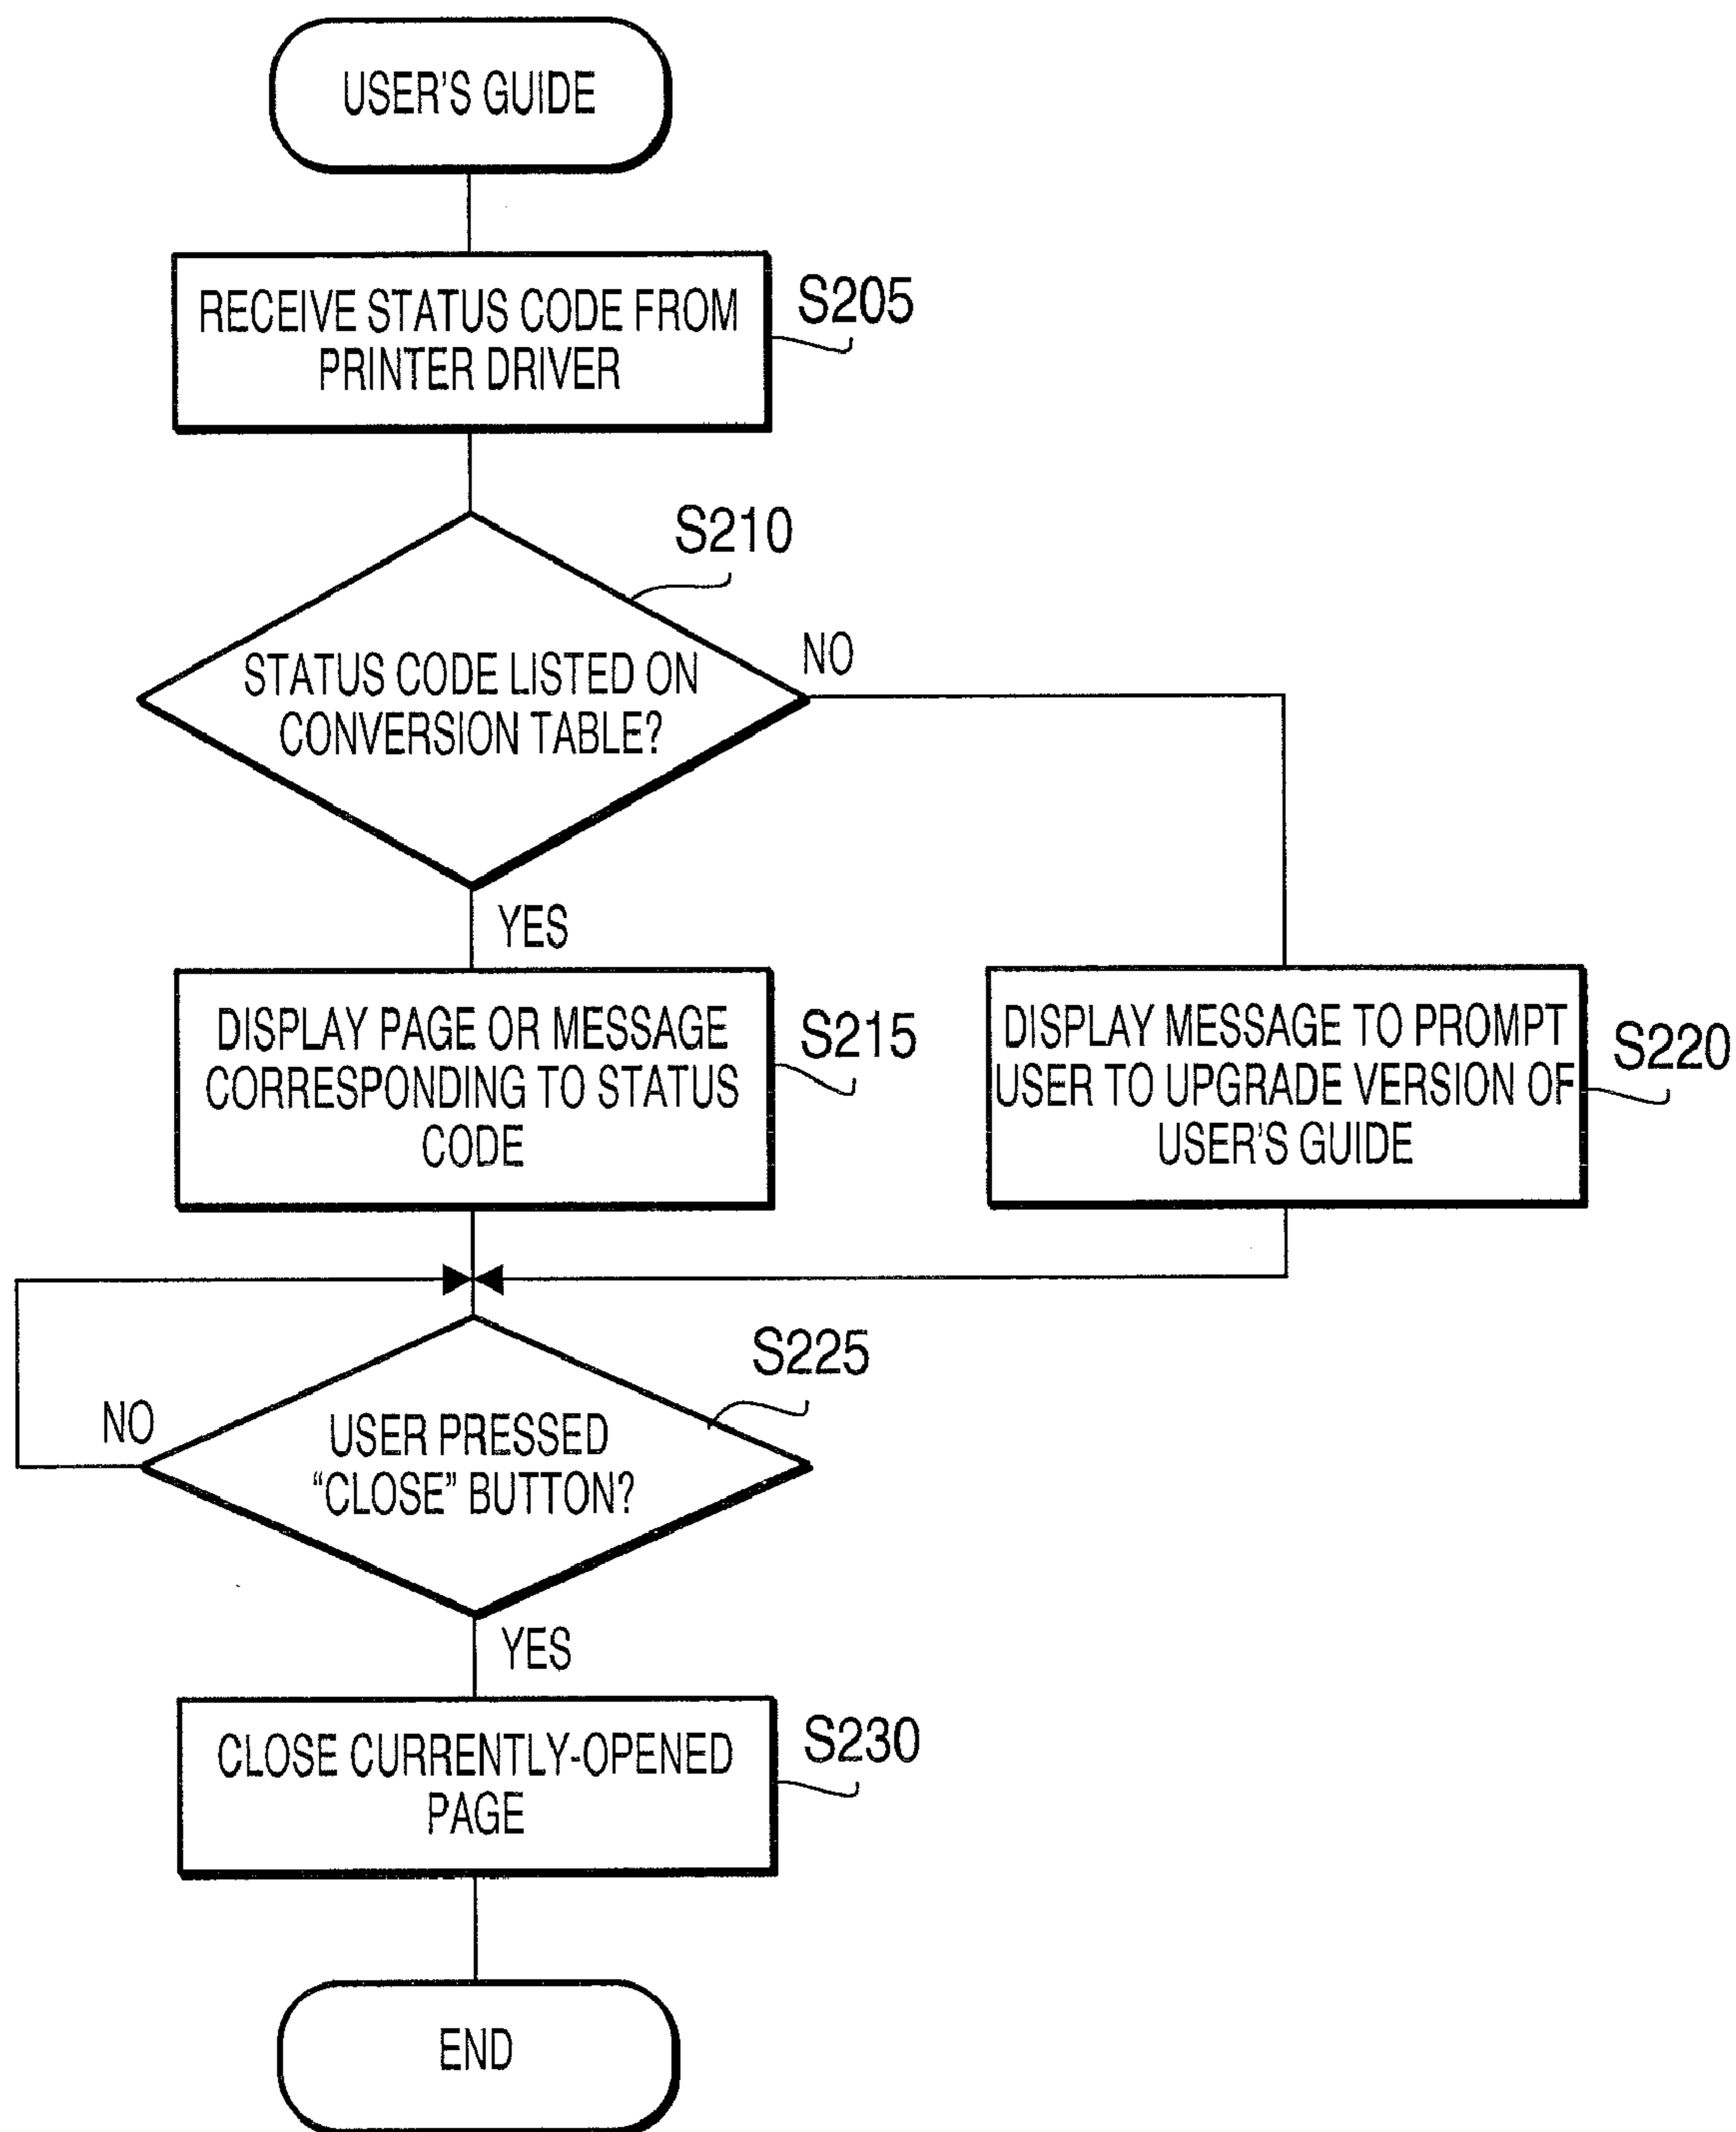 USER'S GUIDE
RECEIVE STATUS CODE FROM
PRINTER DRIVER
S205
S210
STATUS CODE LISTED ON
CONVERSION TABLE?
NO
YES
DISPLAY PAGE OR MESSAGE
CORRESPONDING TO STATUS
CODE
S215
DISPLAY MESSAGE TO PROMPT
USER TO UPGRADE VERSION OF
USER'S GUIDE
S220
S225
USER PRESSED
“CLOSE” BUTTON?
NO
YES
CLOSE CURRENTLY-OPENED
PAGE
S230
END